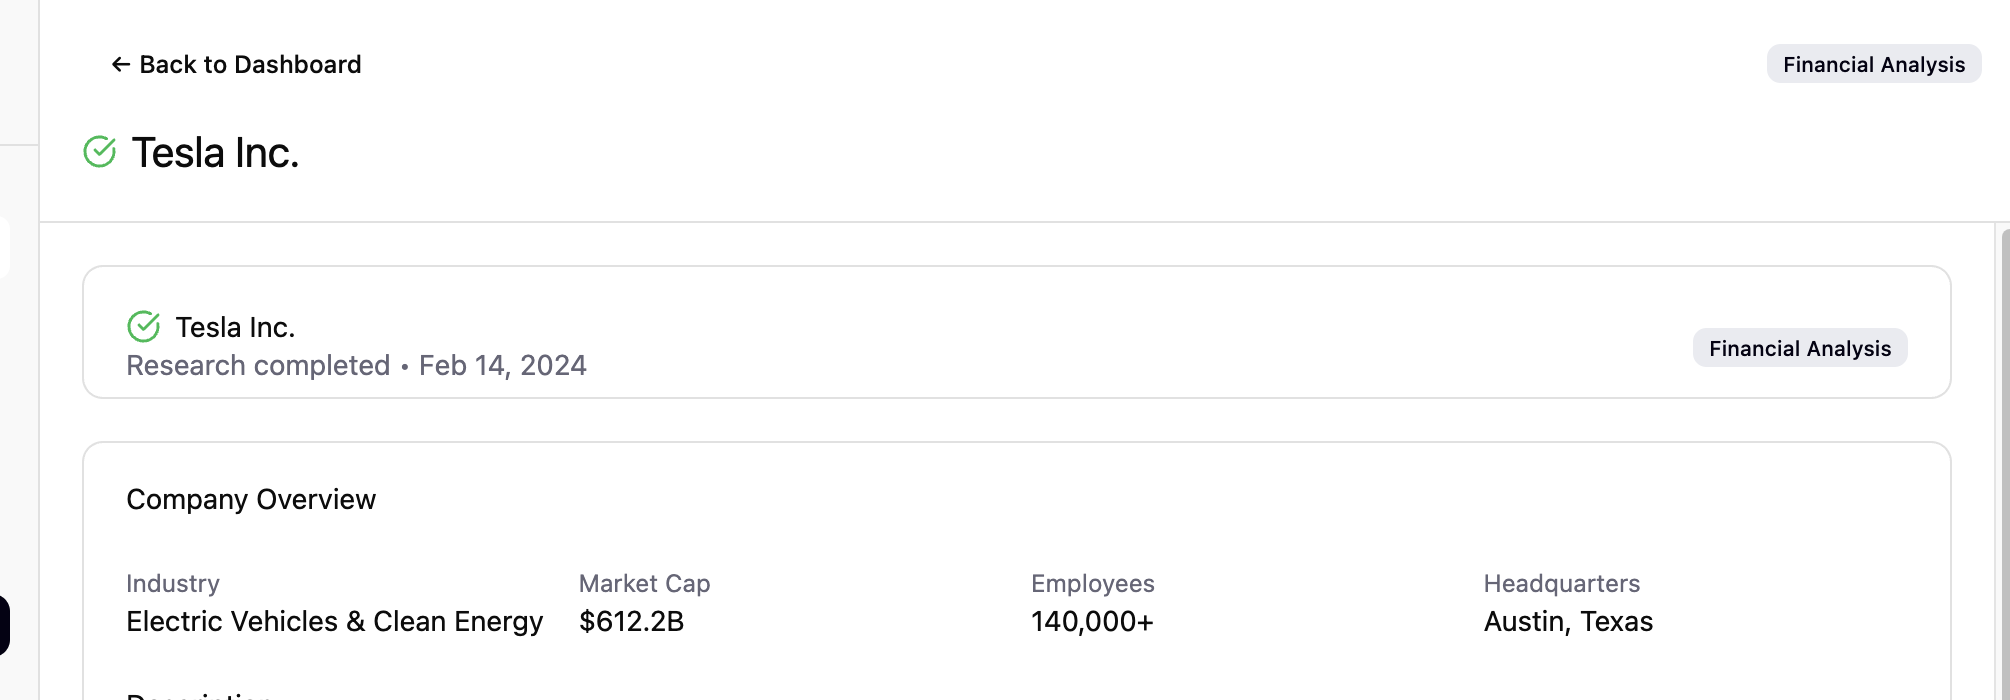 ← Back to Dashboard
Financial Analysis
Tesla Inc.
Tesla Inc.
Research completed • Feb 14, 2024
Financial Analysis
Company Overview
Industry Market Cap Employees Headquarters
Electric Vehicles & Clean Energy $612.2B 140,000+ Austin, Texas